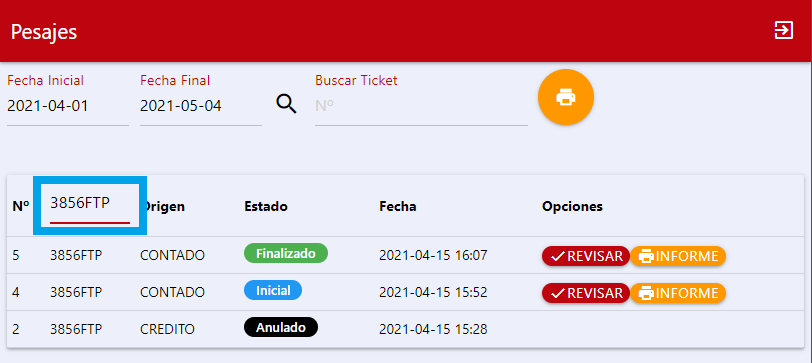 Pesajes
Fecha Inicial Fecha Final Buscar Ticket
2021-04-01 2021-05-04 Nº
Nº 3856FTP Origen Estado Fecha Opciones
5 3856FTP CONTADO Finalizado 2021-04-15 16:07 REVISAR INFORME
4 3856FTP CONTADO Inicial 2021-04-15 15:52 REVISAR INFORME
2 3856FTP CREDITO Anulado 2021-04-15 15:28